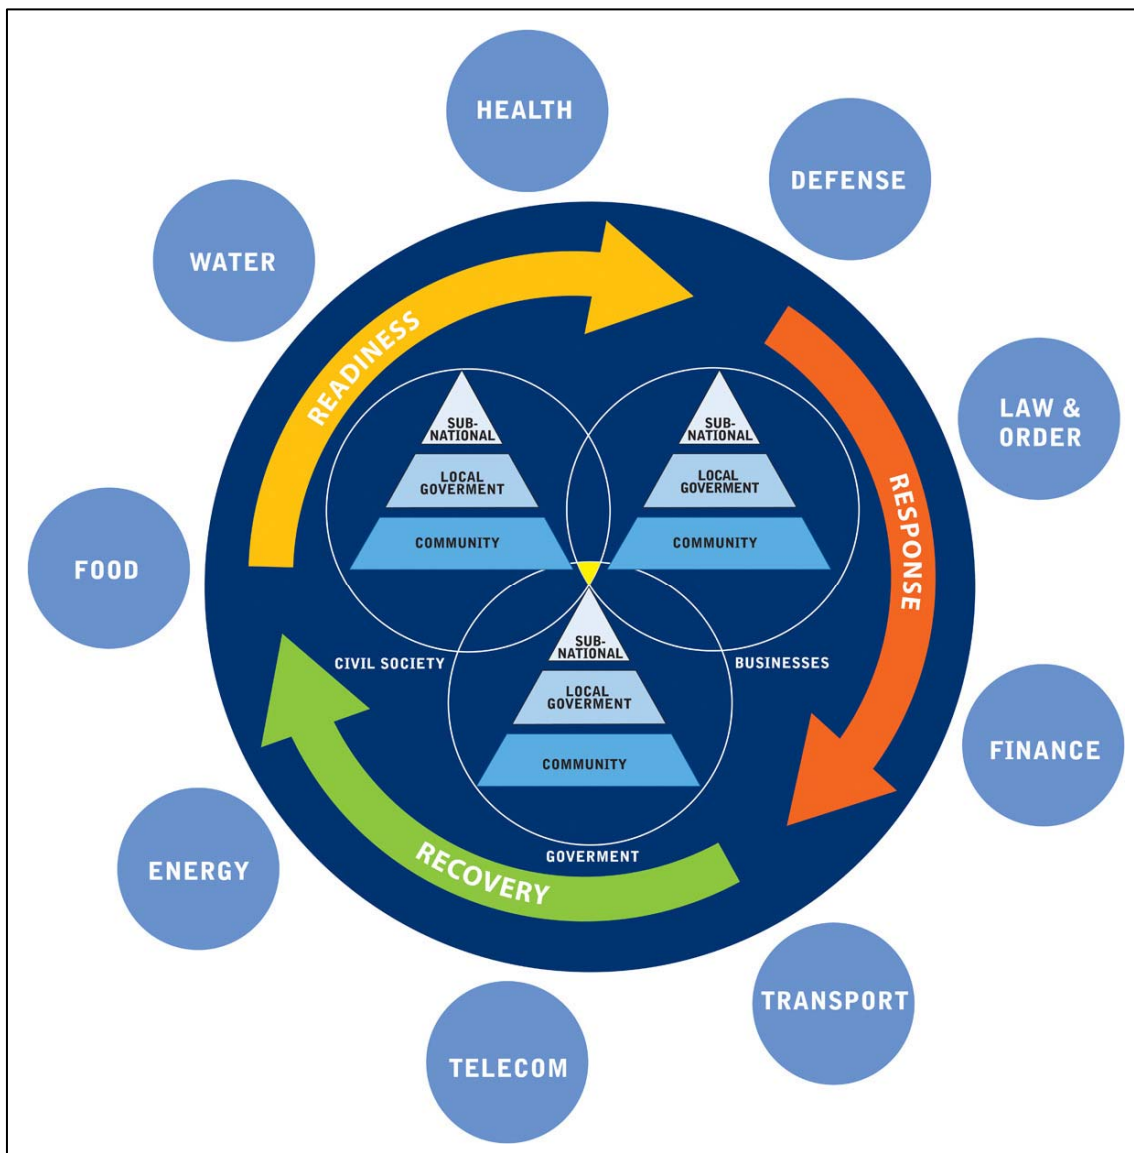 HEALTH
DEFENSE
WATER
LAW &
ORDER
FOOD
FINANCE
ENERGY
TRANSPORT
TELECOM
READINESS
RESPONSE
RECOVERY
SUB-
NATIONAL
LOCAL
GOVERMENT
COMMUNITY
CIVIL SOCIETY
SUB-
NATIONAL
LOCAL
GOVERMENT
COMMUNITY
BUSINESSES
SUB-
NATIONAL
LOCAL
GOVERMENT
COMMUNITY
GOVERMENT